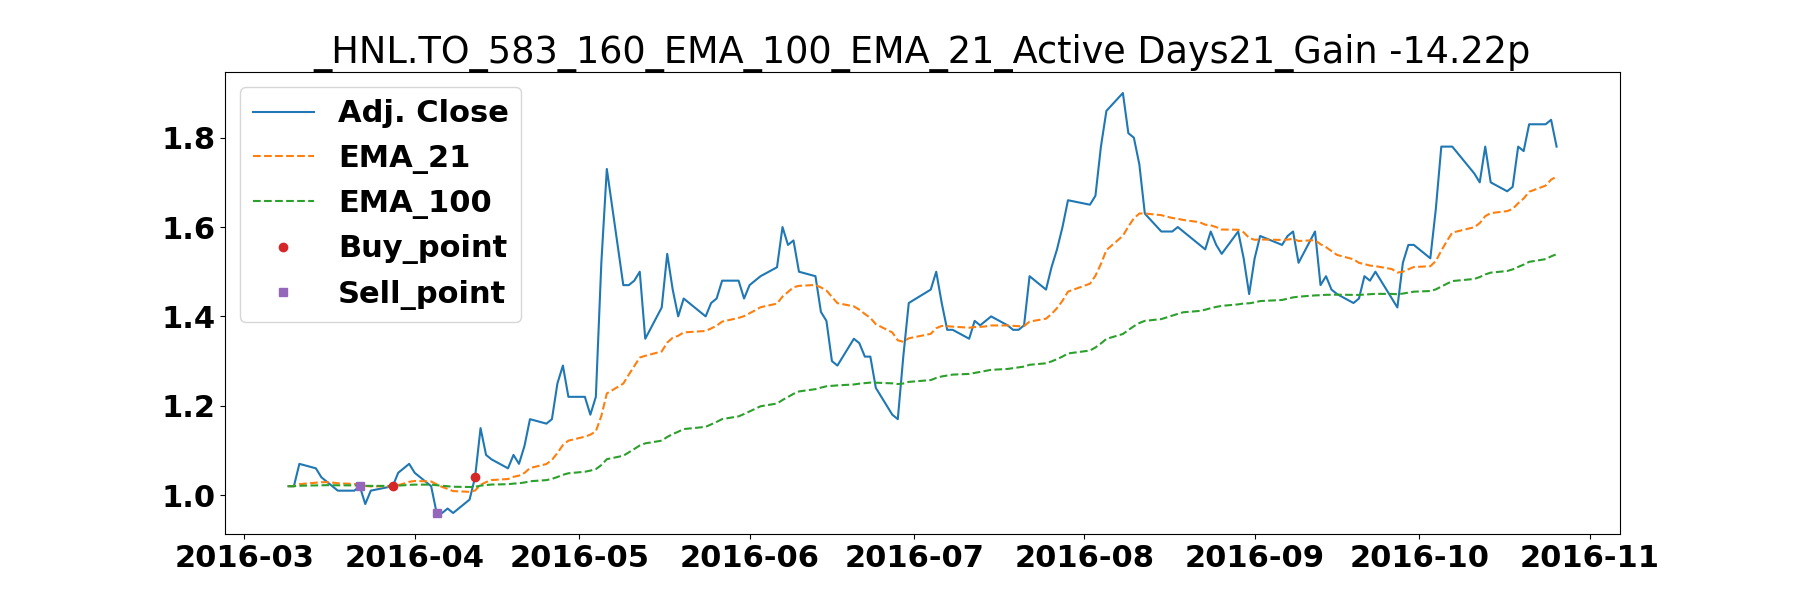 _HNL.TO_583_160_EMA_100_EMA_21_Active Days21_Gain -14.22p
Adj. Close
EMA_21
EMA_100
Buy_point
Sell_point
1.8
1.6
1.4
1.2
1.0
2016-03 2016-04 2016-05 2016-06 2016-07 2016-08 2016-09 2016-10 2016-11